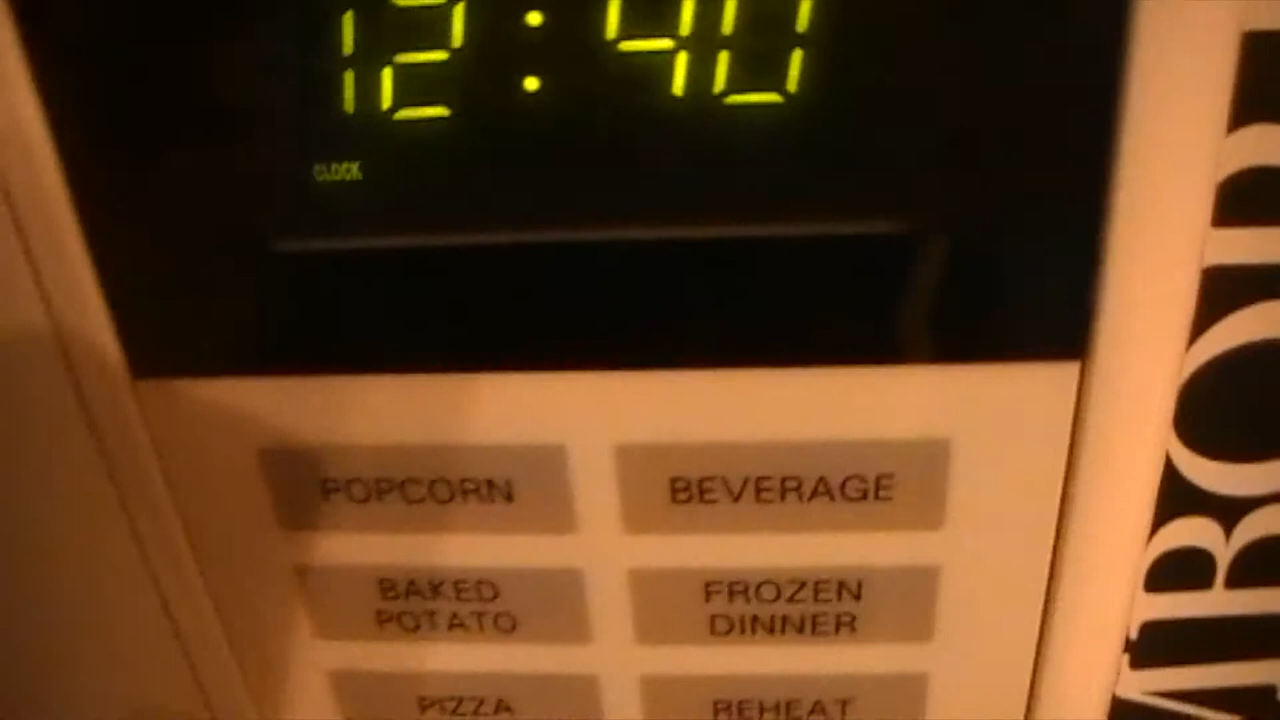 12:40
CLOCK
POPCORN
BEVERAGE
BAKED
POTATO
FROZEN
DINNER
PIZZA
REHEAT